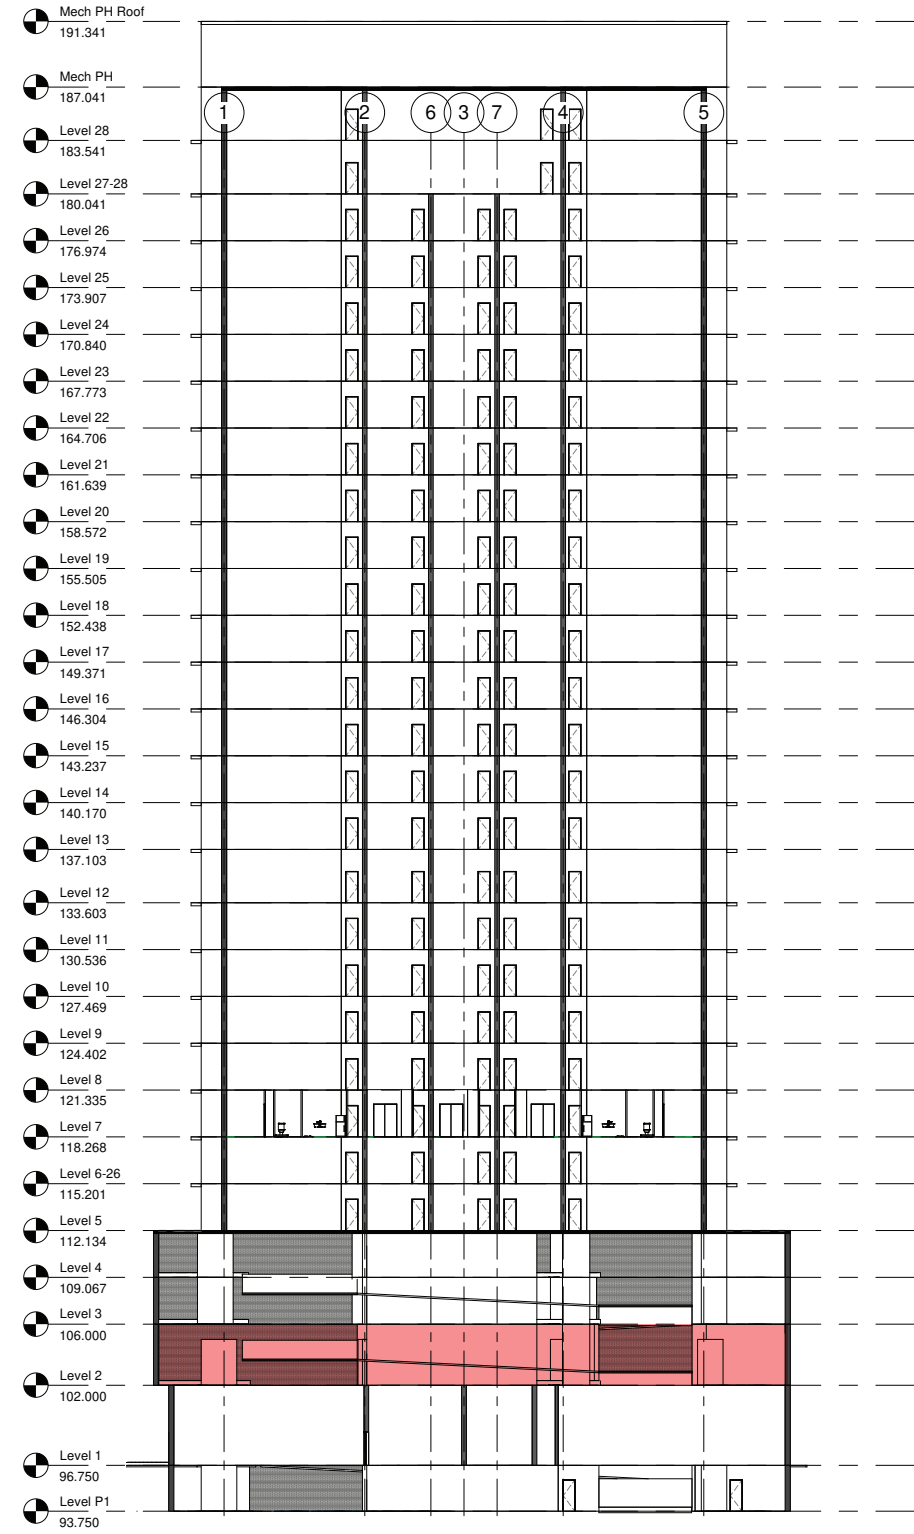 Mech PH Roof
191.341
Mech PH
187.041
1 2 6 3 7 4 5
Level 28
183.541
Level 27-28
180.041
Level 26
176.974
Level 25
173.907
Level 24
170.840
Level 23
167.773
Level 22
164.706
Level 21
161.639
Level 20
158.572
Level 19
155.505
Level 18
152.438
Level 17
149.371
Level 16
146.304
Level 15
143.237
Level 14
140.170
Level 13
137.103
Level 12
133.603
Level 11
130.536
Level 10
127.469
Level 9
124.402
Level 8
121.335
Level 7
118.268
Level 6-26
115.201
Level 5
112.134
Level 4
109.067
Level 3
106.000
Level 2
102.000
Level 1
96.750
Level P1
93.750